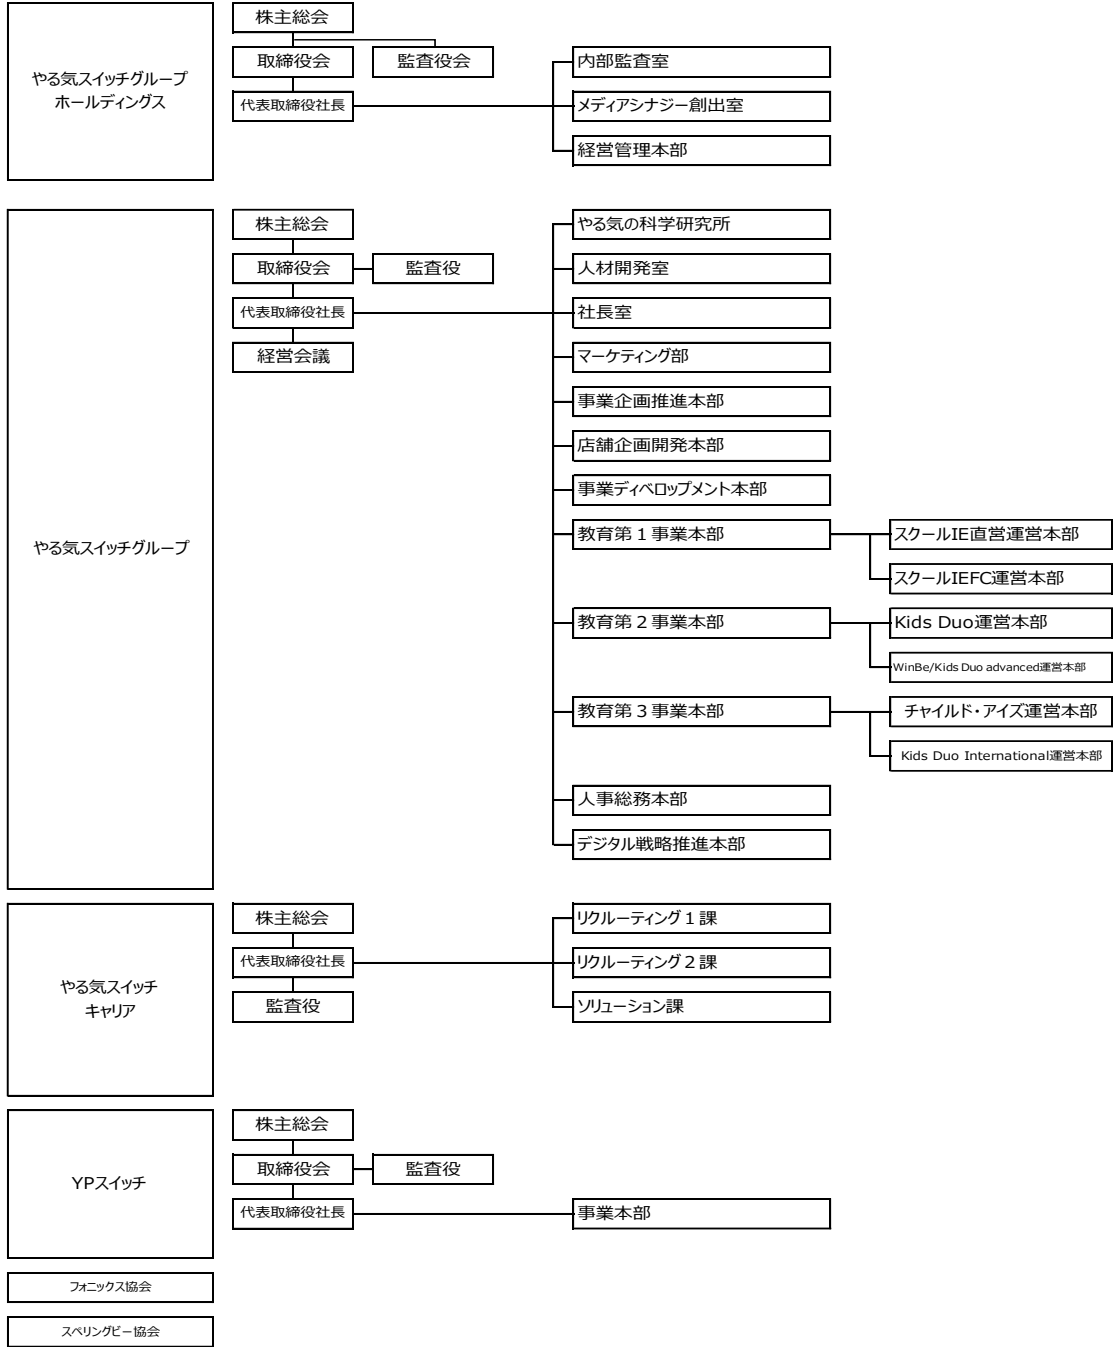 やる気スイッチグループ
ホールディングス
株主総会
取締役会
監査役会
代表取締役社長
内部監査室
メディアシナジー創出室
経営管理本部
やる気スイッチグループ
株主総会
取締役会
監査役
代表取締役社長
経営会議
やる気の科学研究所
人材開発室
社長室
マーケティング部
事業企画推進本部
店舗企画開発本部
事業ディベロップメント本部
教育第１事業本部
スクールIE直営運営本部
スクールIEFC運営本部
教育第２事業本部
Kids Duo運営本部
WinBe/Kids Duo advanced運営本部
教育第３事業本部
チャイルド・アイズ運営本部
Kids Duo International運営本部
人事総務本部
デジタル戦略推進本部
やる気スイッチ
キャリア
株主総会
代表取締役社長
監査役
リクルーティング１課
リクルーティング２課
ソリューション課
YPスイッチ
株主総会
取締役会
監査役
代表取締役社長
事業本部
フォニックス協会
スペリングビー協会